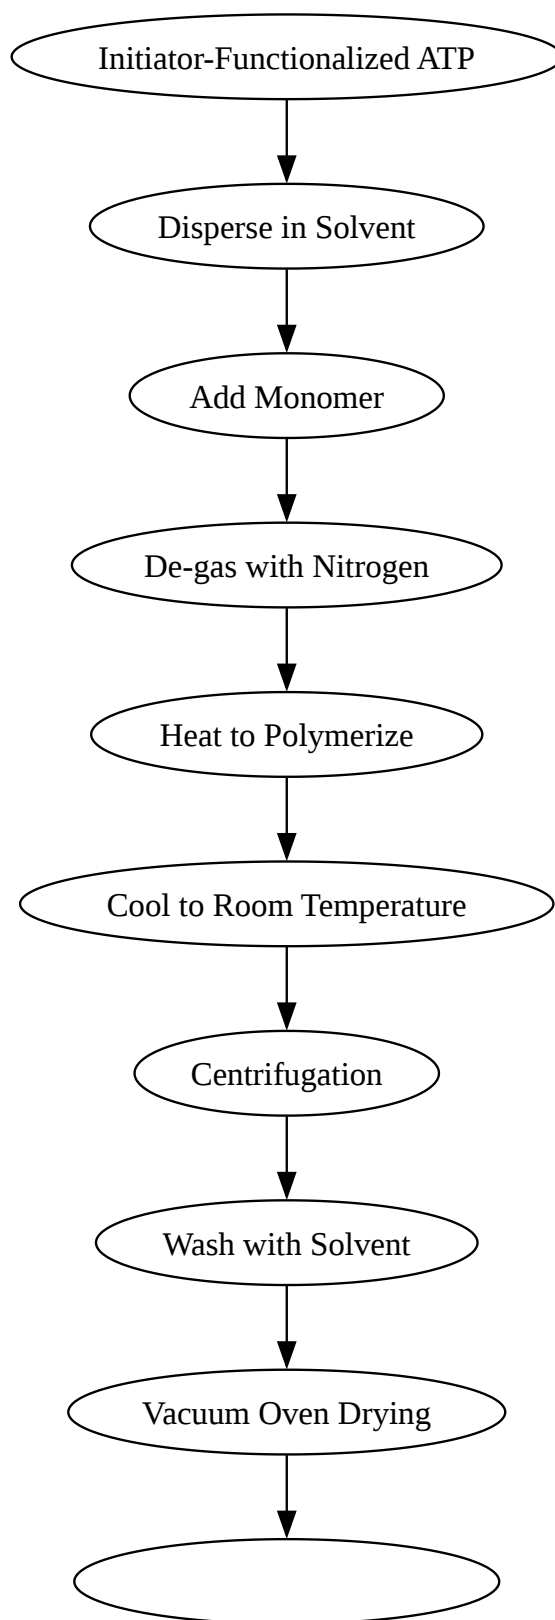 Initiator-Functionalized ATP
Disperse in Solvent
Add Monomer
De-gas with Nitrogen
Heat to Polymerize
Cool to Room Temperature
Centrifugation
Wash with Solvent
Vacuum Oven Drying